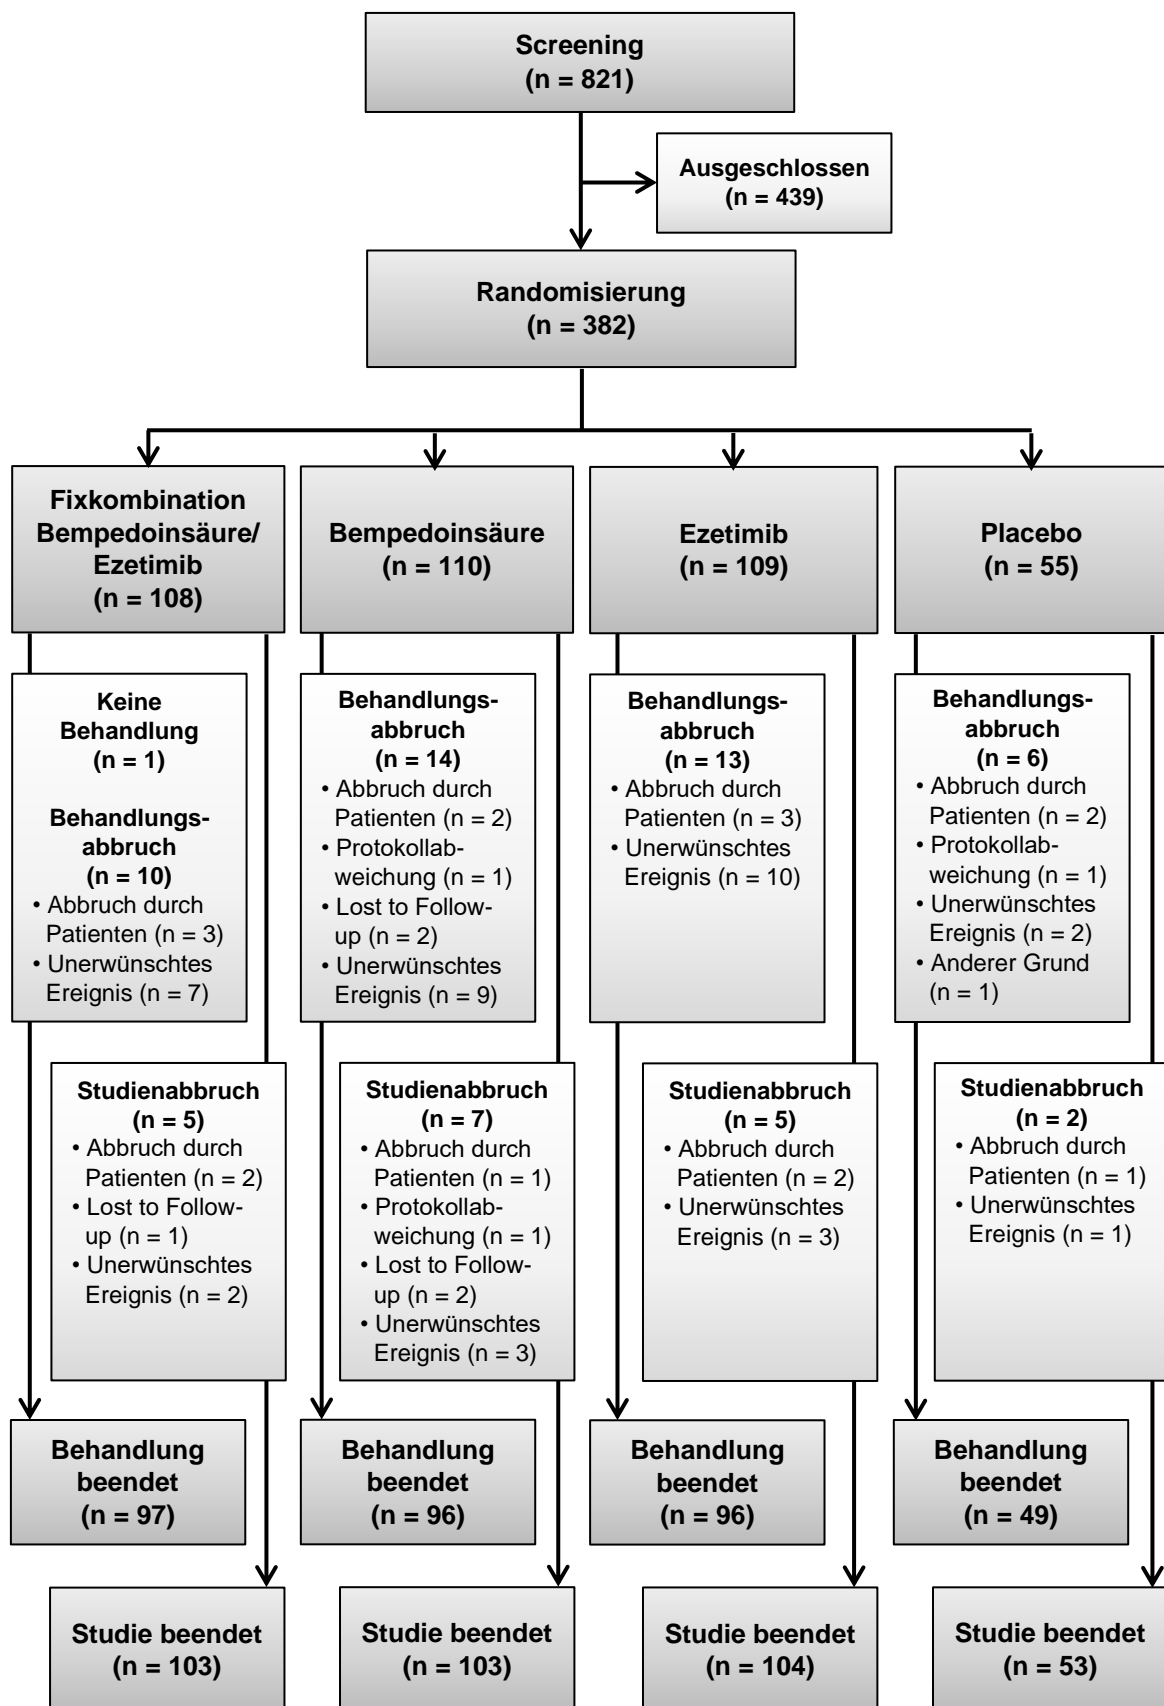 Screening
(n = 821)
Ausgeschlossen
(n = 439)
Randomisierung
(n = 382)
Fixkombination
Bempedoinsäure/
Ezetimib
(n = 108)
Bempedoinsäure
(n = 110)
Ezetimib
(n = 109)
Placebo
(n = 55)
Keine
Behandlung
(n = 1)
Behandlungs-
abbruch
(n = 10)
• Abbruch durch
Patienten (n = 3)
• Unerwünschtes
Ereignis (n = 7)
Behandlungs-
abbruch
(n = 14)
• Abbruch durch
Patienten (n = 2)
• Protokollab-
weichung (n = 1)
• Lost to Follow-
up (n = 2)
• Unerwünschtes
Ereignis (n = 9)
Behandlungs-
abbruch
(n = 13)
• Abbruch durch
Patienten (n = 3)
• Unerwünschtes
Ereignis (n = 10)
Behandlungs-
abbruch
(n = 6)
• Abbruch durch
Patienten (n = 2)
• Protokollab-
weichung (n = 1)
• Unerwünschtes
Ereignis (n = 2)
• Anderer Grund
(n = 1)
Studienabbruch
(n = 5)
• Abbruch durch
Patienten (n = 2)
• Lost to Follow-
up (n = 1)
• Unerwünschtes
Ereignis (n = 2)
Studienabbruch
(n = 7)
• Abbruch durch
Patienten (n = 1)
• Protokollab-
weichung (n = 1)
• Lost to Follow-
up (n = 2)
• Unerwünschtes
Ereignis (n = 3)
Studienabbruch
(n = 5)
• Abbruch durch
Patienten (n = 2)
• Unerwünschtes
Ereignis (n = 3)
Studienabbruch
(n = 2)
• Abbruch durch
Patienten (n = 1)
• Unerwünschtes
Ereignis (n = 1)
Behandlung
beendet
(n = 97)
Behandlung
beendet
(n = 96)
Behandlung
beendet
(n = 96)
Behandlung
beendet
(n = 49)
Studie beendet
(n = 103)
Studie beendet
(n = 103)
Studie beendet
(n = 104)
Studie beendet
(n = 53)